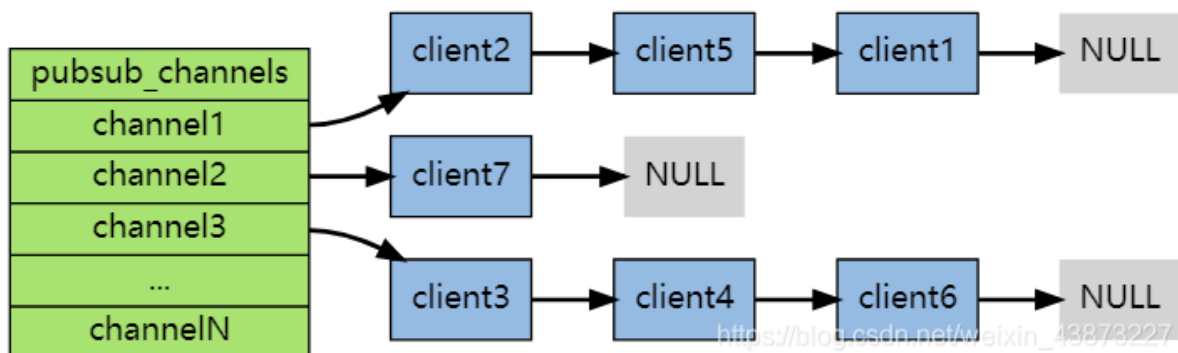 pubsub_channels
channel1
channel2
channel3
...
channelN
client2
client5
client1
NULL
client7
NULL
client3
client4
client6
NULL
https://blog.csdn.net/weixin_43873227